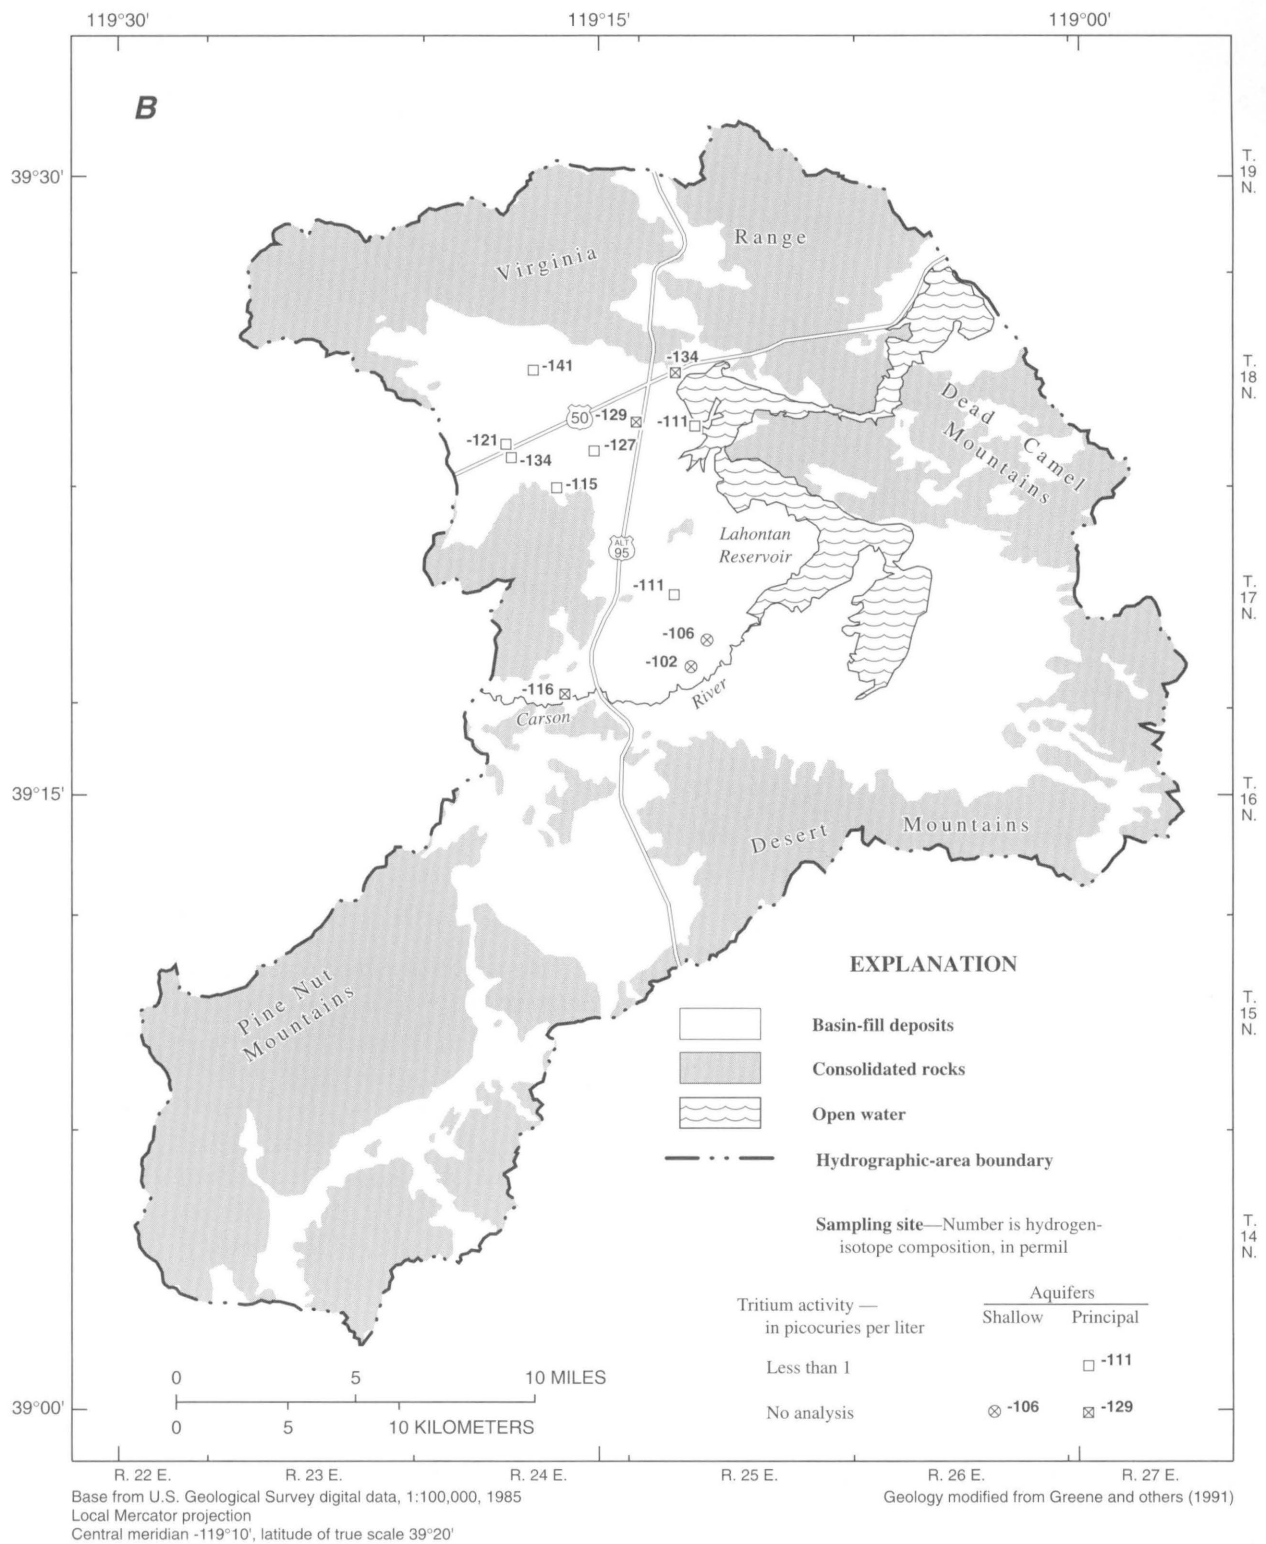 119°30' 119°15' 119°00'
B
39°30'
T.
19
N.
Virginia Range
-141
-134
T.
18
N.
Dead Camel
Mountains
50
-129
-111
-121
-127
-134
-115
Lahontan
Reservoir
ALT
95
-111
T.
17
N.
-106
-102
-116
Carson River
39°15'
T.
16
N.
Desert Mountains
EXPLANATION
Pine Nut
Mountains
T.
15
N.
Basin-fill deposits
Consolidated rocks
Open water
Hydrographic-area boundary
Sampling site—Number is hydrogen-
isotope composition, in permil
T.
14
N.
Aquifers
Tritium activity —
in picocuries per liter
Shallow Principal
Less than 1 -111
No analysis -106 -129
0 5 10 MILES
0 5 10 KILOMETERS
39°00'
R. 22 E. R. 23 E. R. 24 E. R. 25 E. R. 26 E. R. 27 E.
Base from U.S. Geological Survey digital data, 1:100,000, 1985
Local Mercator projection
Central meridian -119°10', latitude of true scale 39°20'
Geology modified from Greene and others (1991)